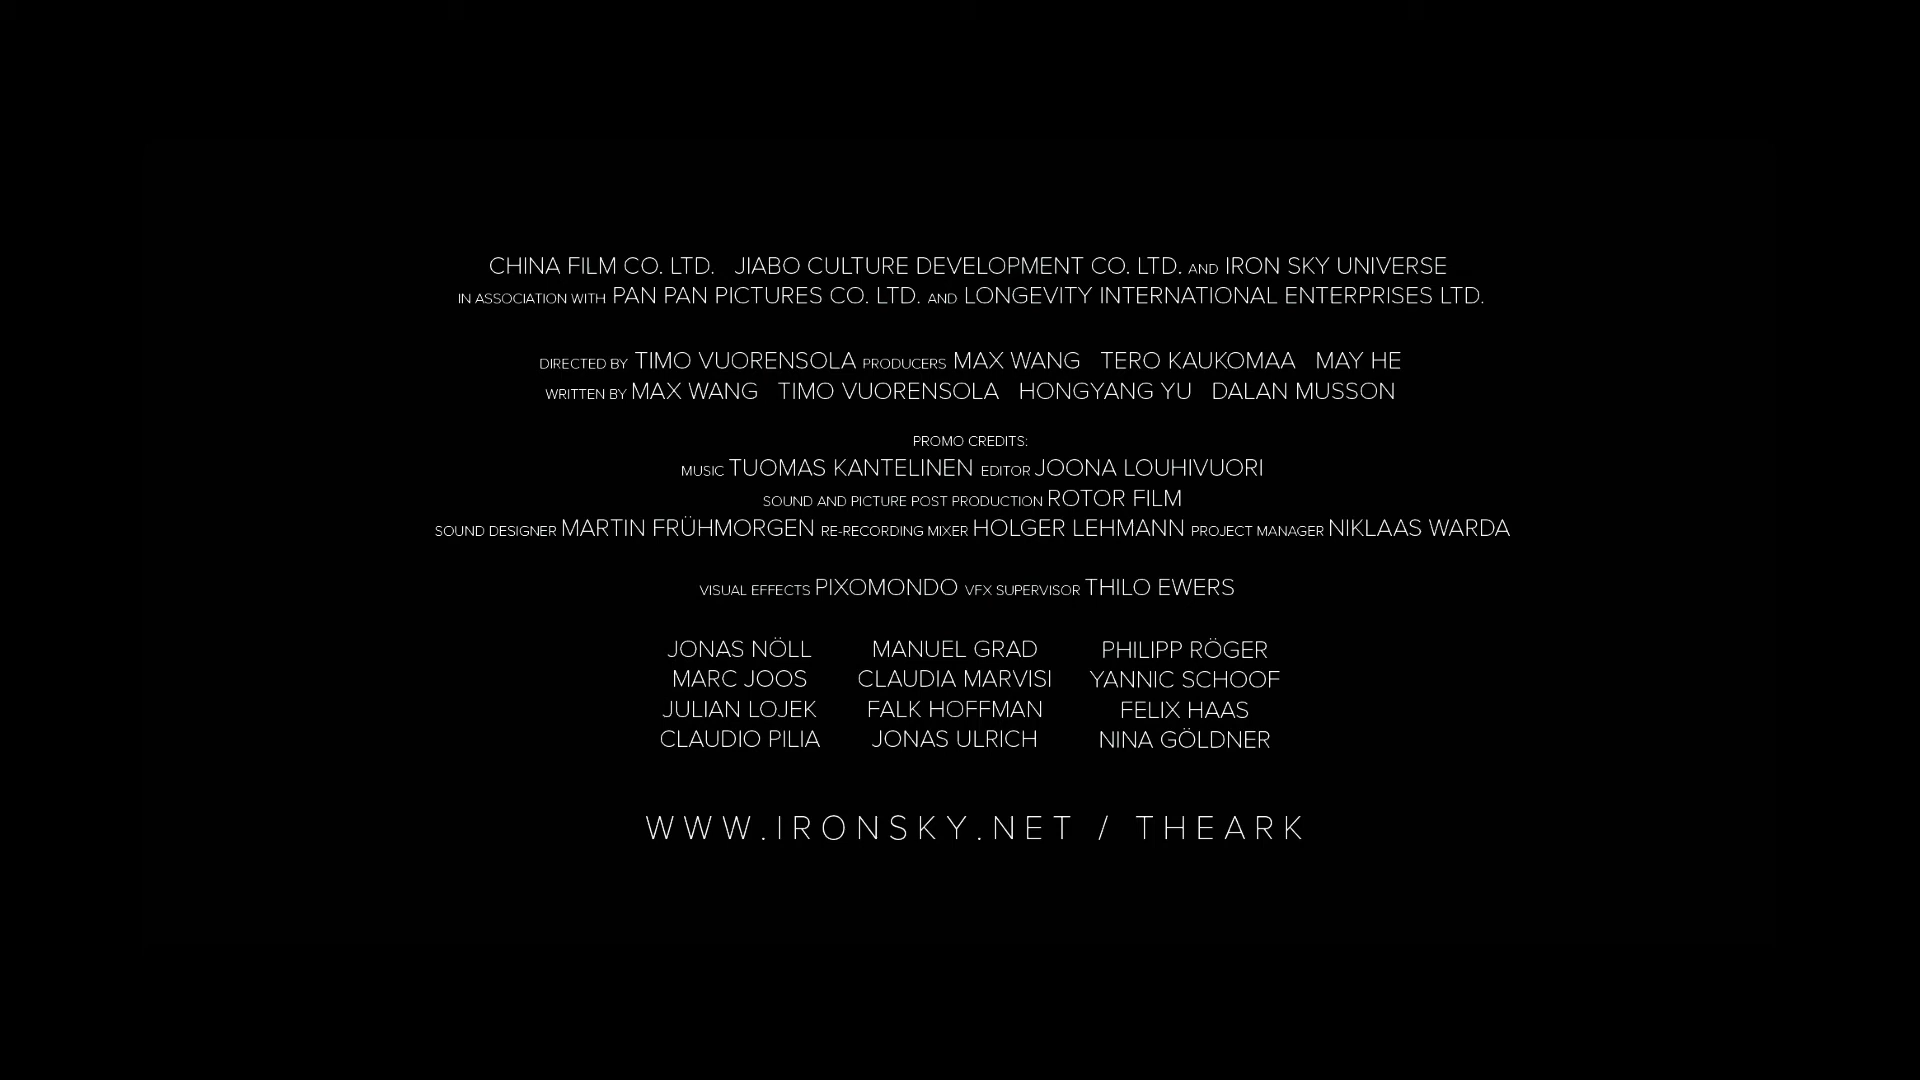 CHINA FILM CO. LTD. JIABO CULTURE DEVELOPMENT CO. LTD. AND IRON SKY UNIVERSE
IN ASSOCIATION WITH PAN PAN PICTURES CO. LTD. AND LONGEVITY INTERNATIONAL ENTERPRISES LTD.
DIRECTED BY TIMO VUORENSOLA PRODUCERS MAX WANG TERO KAUKOMAA MAY HE
WRITTEN BY MAX WANG TIMO VUORENSOLA HONGYANG YU DALAN MUSSON
PROMO CREDITS:
MUSIC TUOMAS KANTELINEN EDITOR JOONA LOUHIVUORI
SOUND AND PICTURE POST PRODUCTION ROTOR FILM
SOUND DESIGNER MARTIN FRÜHMORGEN RE-RECORDING MIXER HOLGER LEHMANN PROJECT MANAGER NIKLAAS WARDA
VISUAL EFFECTS PIXOMONDO VFX SUPERVISOR THILO EWERS
JONAS NÖLL MANUEL GRAD PHILIPP RÖGER
MARC JOOS CLAUDIA MARVISI YANNIC SCHOOF
JULIAN LOJEK FALK HOFFMAN FELIX HAAS
CLAUDIO PILIA JONAS ULRICH NINA GÖLDNER
WWW.IRONSKY.NET / THEARK